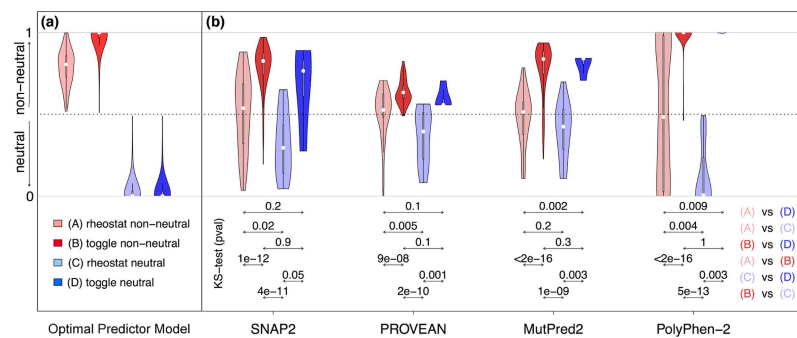 (a)
(b)
1
non−neutral
neutral
0
(A) rheostat non−neutral
(B) toggle non−neutral
(C) rheostat neutral
(D) toggle neutral
KS−test (pval)
0.2 0.1 0.002 0.009 (A) vs (D)
0.02 0.005 0.2 0.004 (A) vs (C)
0.9 0.1 0.3 1 (B) vs (D)
1e−12 9e−08 <2e−16 <2e−16 (A) vs (B)
0.05 0.001 0.003 0.003 (C) vs (D)
4e−11 2e−10 1e−09 5e−13 (B) vs (C)
Optimal Predictor Model SNAP2 PROVEAN MutPred2 PolyPhen−2